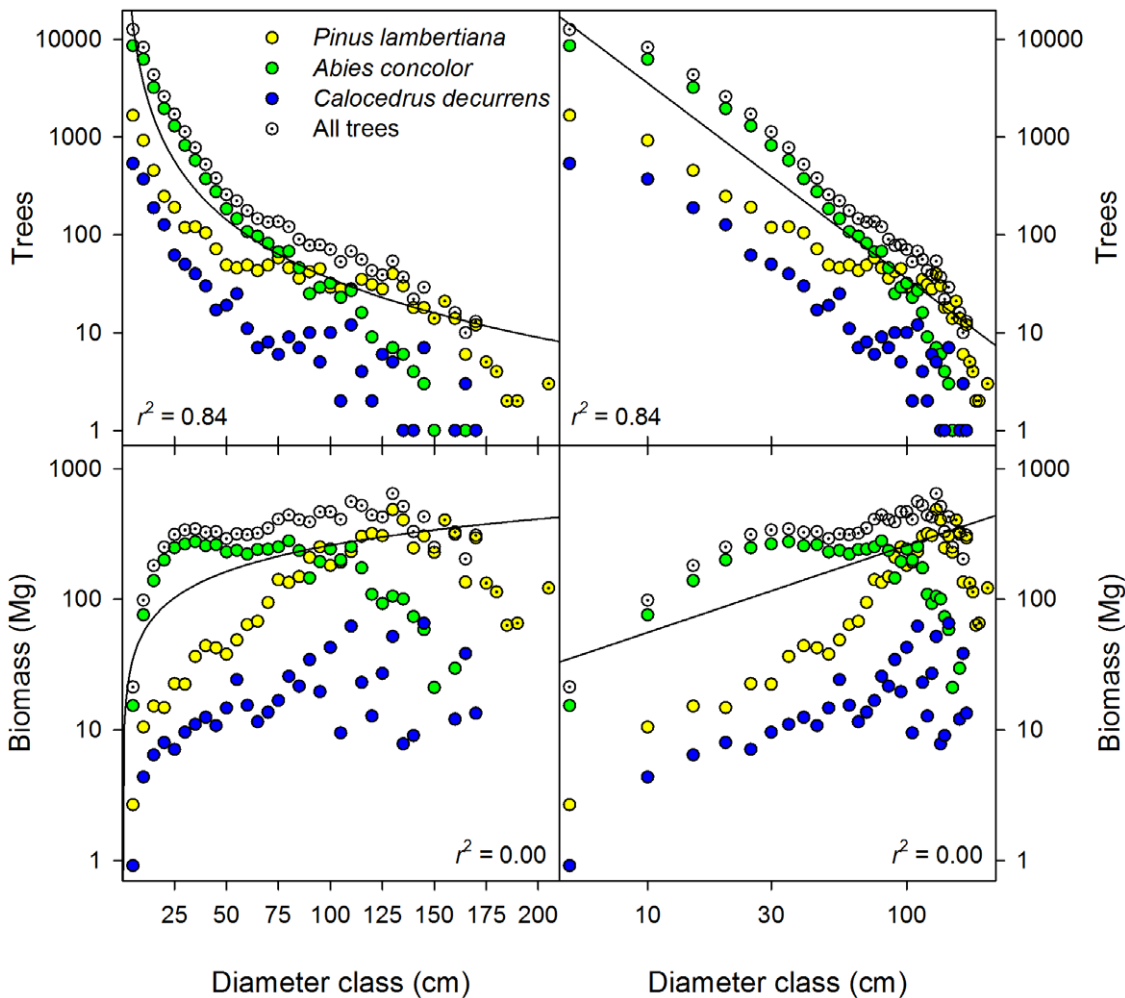 10000
1000
100
10
1
Trees
Pinus lambertiana
Abies concolor
Calocedrus decurrens
All trees
r² = 0.84
r² = 0.84
10000
1000
100
10
1
Trees
1000
100
10
1
Biomass (Mg)
r² = 0.00
r² = 0.00
1000
100
10
1
Biomass (Mg)
25 50 75 100 125 150 175 200
10 30 100
Diameter class (cm)
Diameter class (cm)